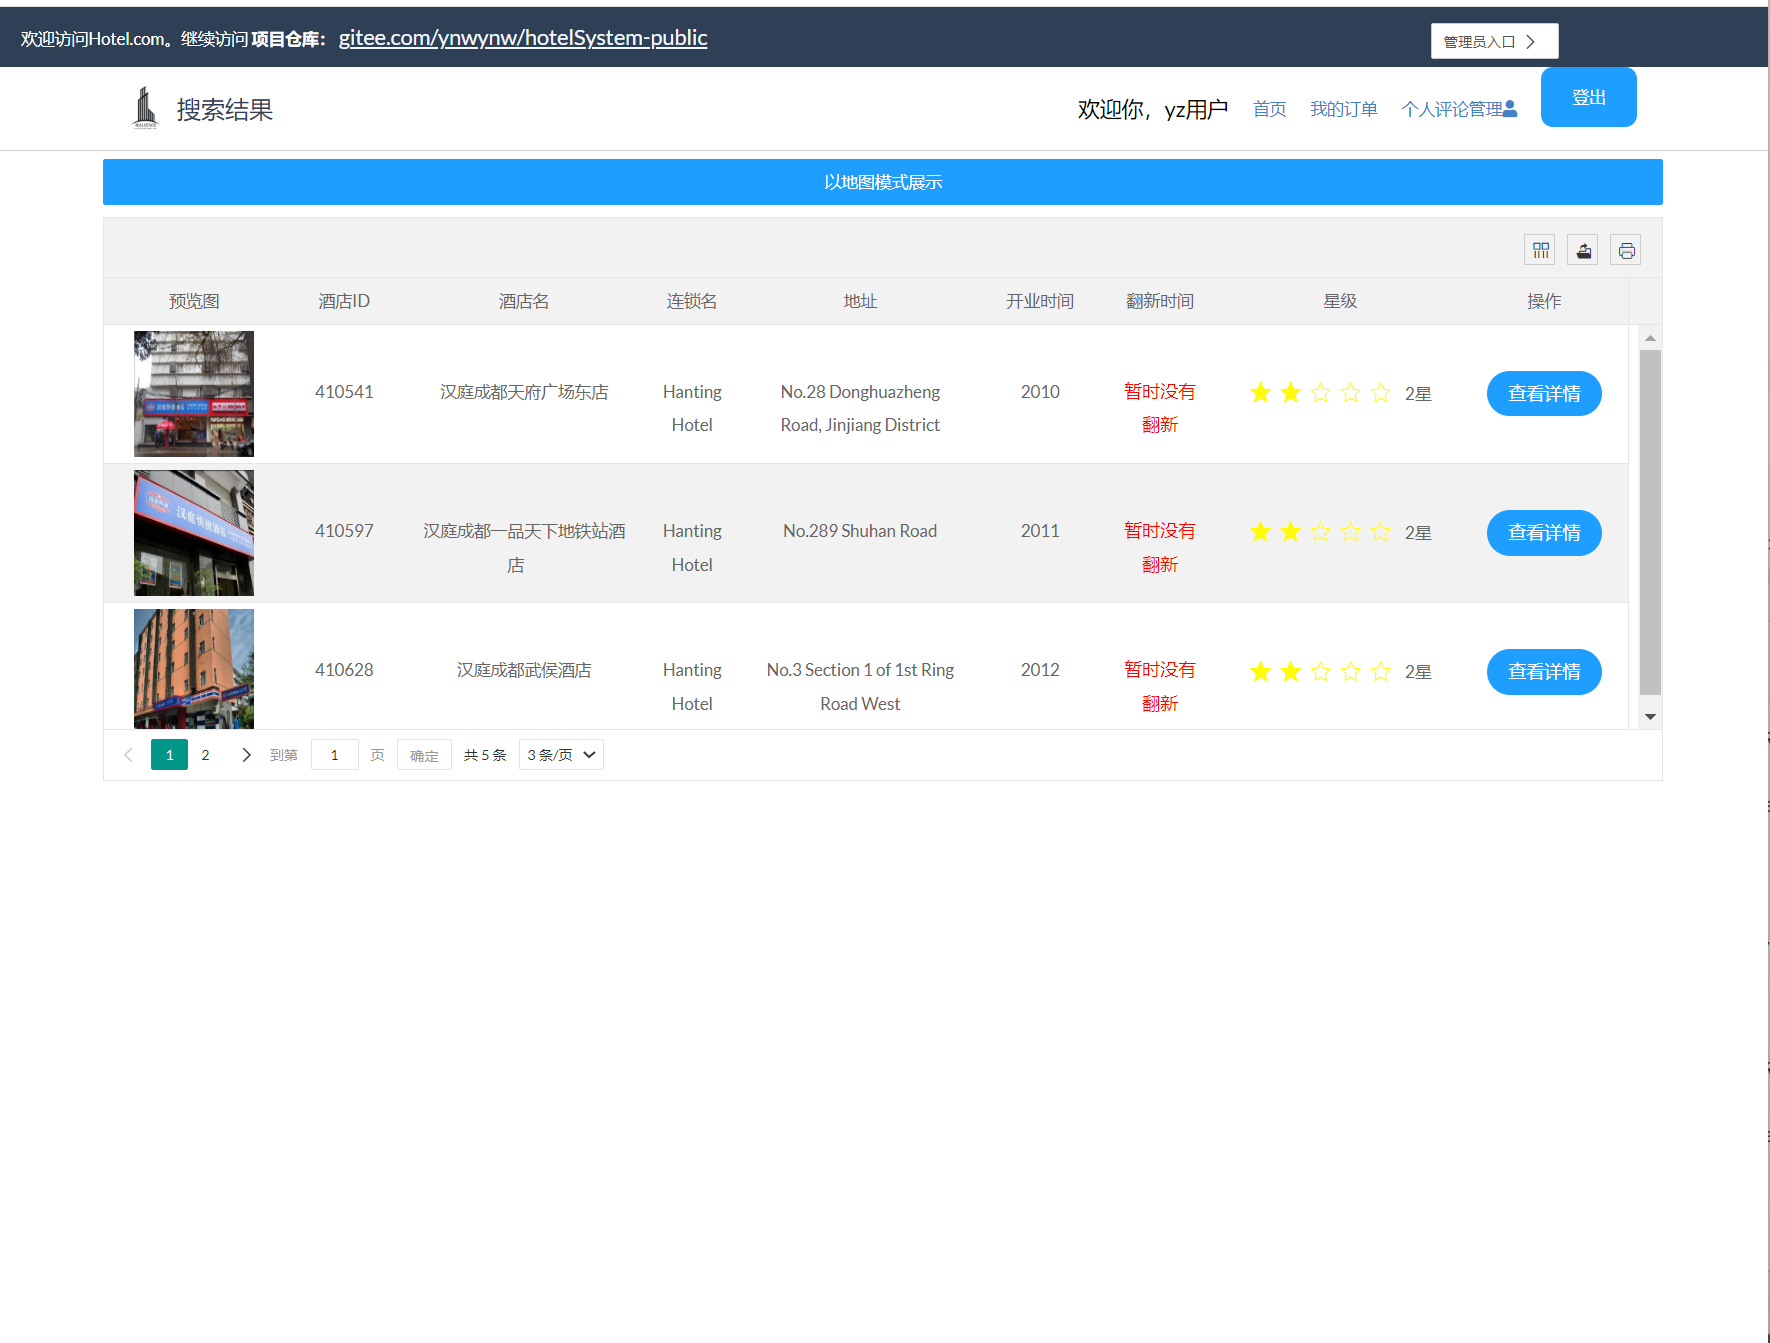 欢迎访问Hotel.com。继续访问 项目仓库： gitee.com/ynwynw/hotelSystem-public
管理员入口
搜索结果
欢迎你，yz用户 首页 我的订单 个人评论管理 登出
以地图模式展示
预览图 酒店ID 酒店名 连锁名 地址 开业时间 翻新时间 星级 操作
410541 汉庭成都天府广场东店 Hanting No.28 Donghuazheng 2010 暂时没有 2星 查看详情
Hotel Road, Jinjiang District 翻新
410597 汉庭成都一品天下地铁站酒 Hanting No.289 Shuhan Road 2011 暂时没有 2星 查看详情
店 Hotel 翻新
410628 汉庭成都武侯酒店 Hanting No.3 Section 1 of 1st Ring 2012 暂时没有 2星 查看详情
Hotel Road West 翻新
1 2 到第 1 页 确定 共 5 条 3 条/页